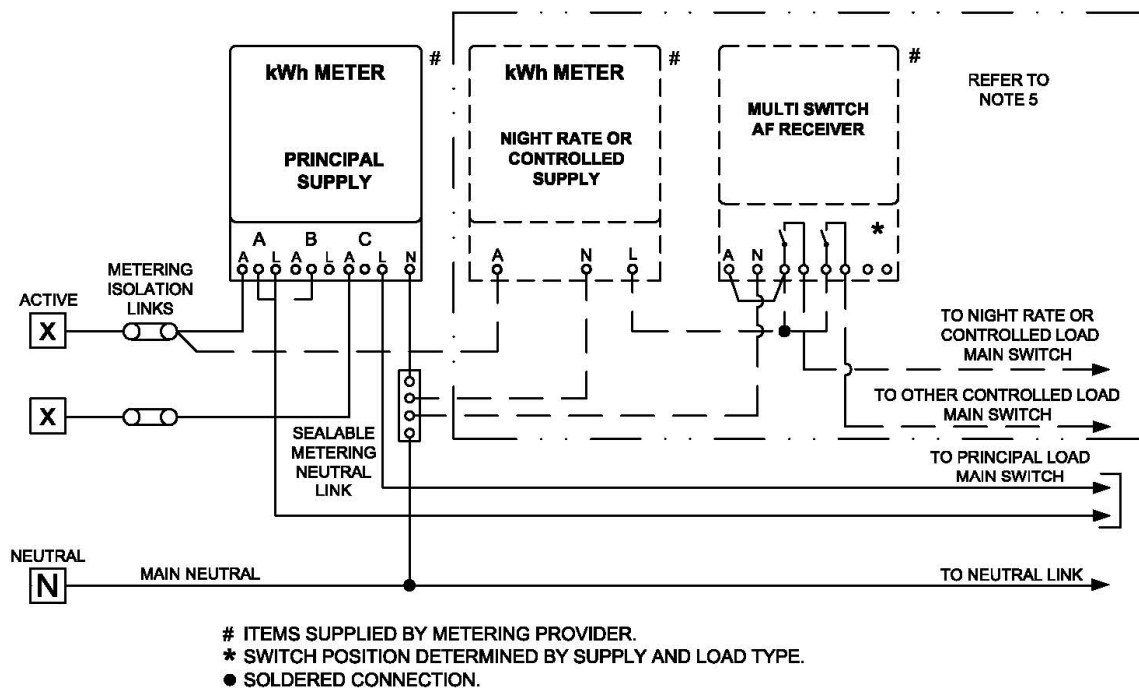 kWh METER
PRINCIPAL
SUPPLY
#
kWh METER
NIGHT RATE OR
CONTROLLED
SUPPLY
#
MULTI SWITCH
AF RECEIVER
#
REFER TO
NOTE 5
*
A B C
A L A L A L N
A N L
A N
METERING
ISOLATION
LINKS
ACTIVE
X
X
SEALABLE
METERING
NEUTRAL
LINK
TO NIGHT RATE OR
CONTROLLED LOAD
MAIN SWITCH
TO OTHER CONTROLLED LOAD
MAIN SWITCH
TO PRINCIPAL LOAD
MAIN SWITCH
NEUTRAL
N
MAIN NEUTRAL
TO NEUTRAL LINK
# ITEMS SUPPLIED BY METERING PROVIDER.
* SWITCH POSITION DETERMINED BY SUPPLY AND LOAD TYPE.
● SOLDERED CONNECTION.